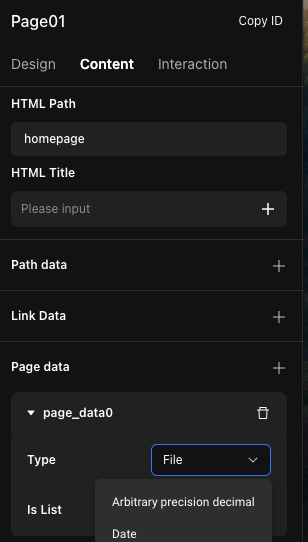 Page01
Copy ID
Design
Content
Interaction
HTML Path
homepage
HTML Title
Please input
Path data
Link Data
Page data
page_data0
Type
File
Is List
Arbitrary precision decimal
Date